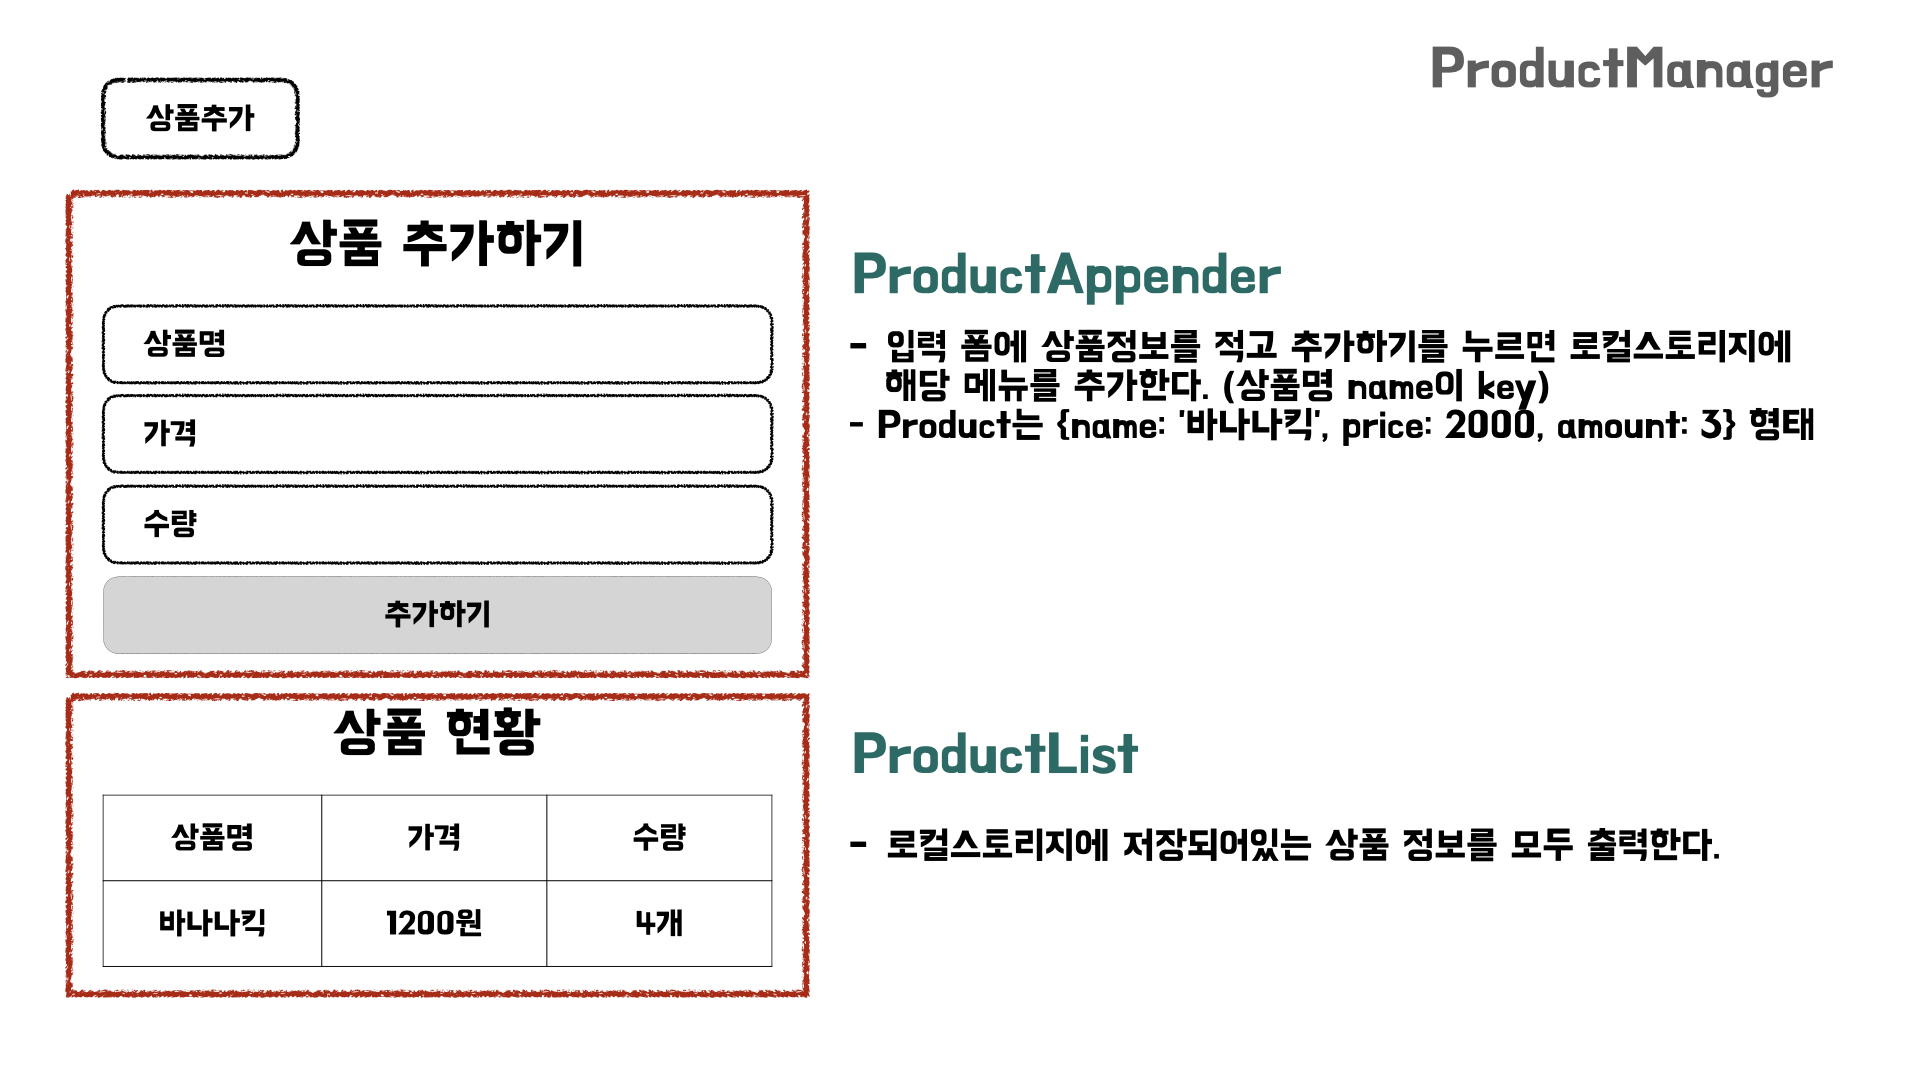 ProductManager
상품추가
상품 추가하기
상품명
가격
수량
추가하기
ProductAppender
- 입력 폼에 상품정보를 적고 추가하기를 누르면 로컬스토리지에
해당 메뉴를 추가한다. (상품명 name이 key)
- Product는 {name: '바나나킥', price: 2000, amount: 3} 형태
상품 현황
상품명 가격 수량
바나나킥 1200원 4개
ProductList
- 로컬스토리지에 저장되어있는 상품 정보를 모두 출력한다.